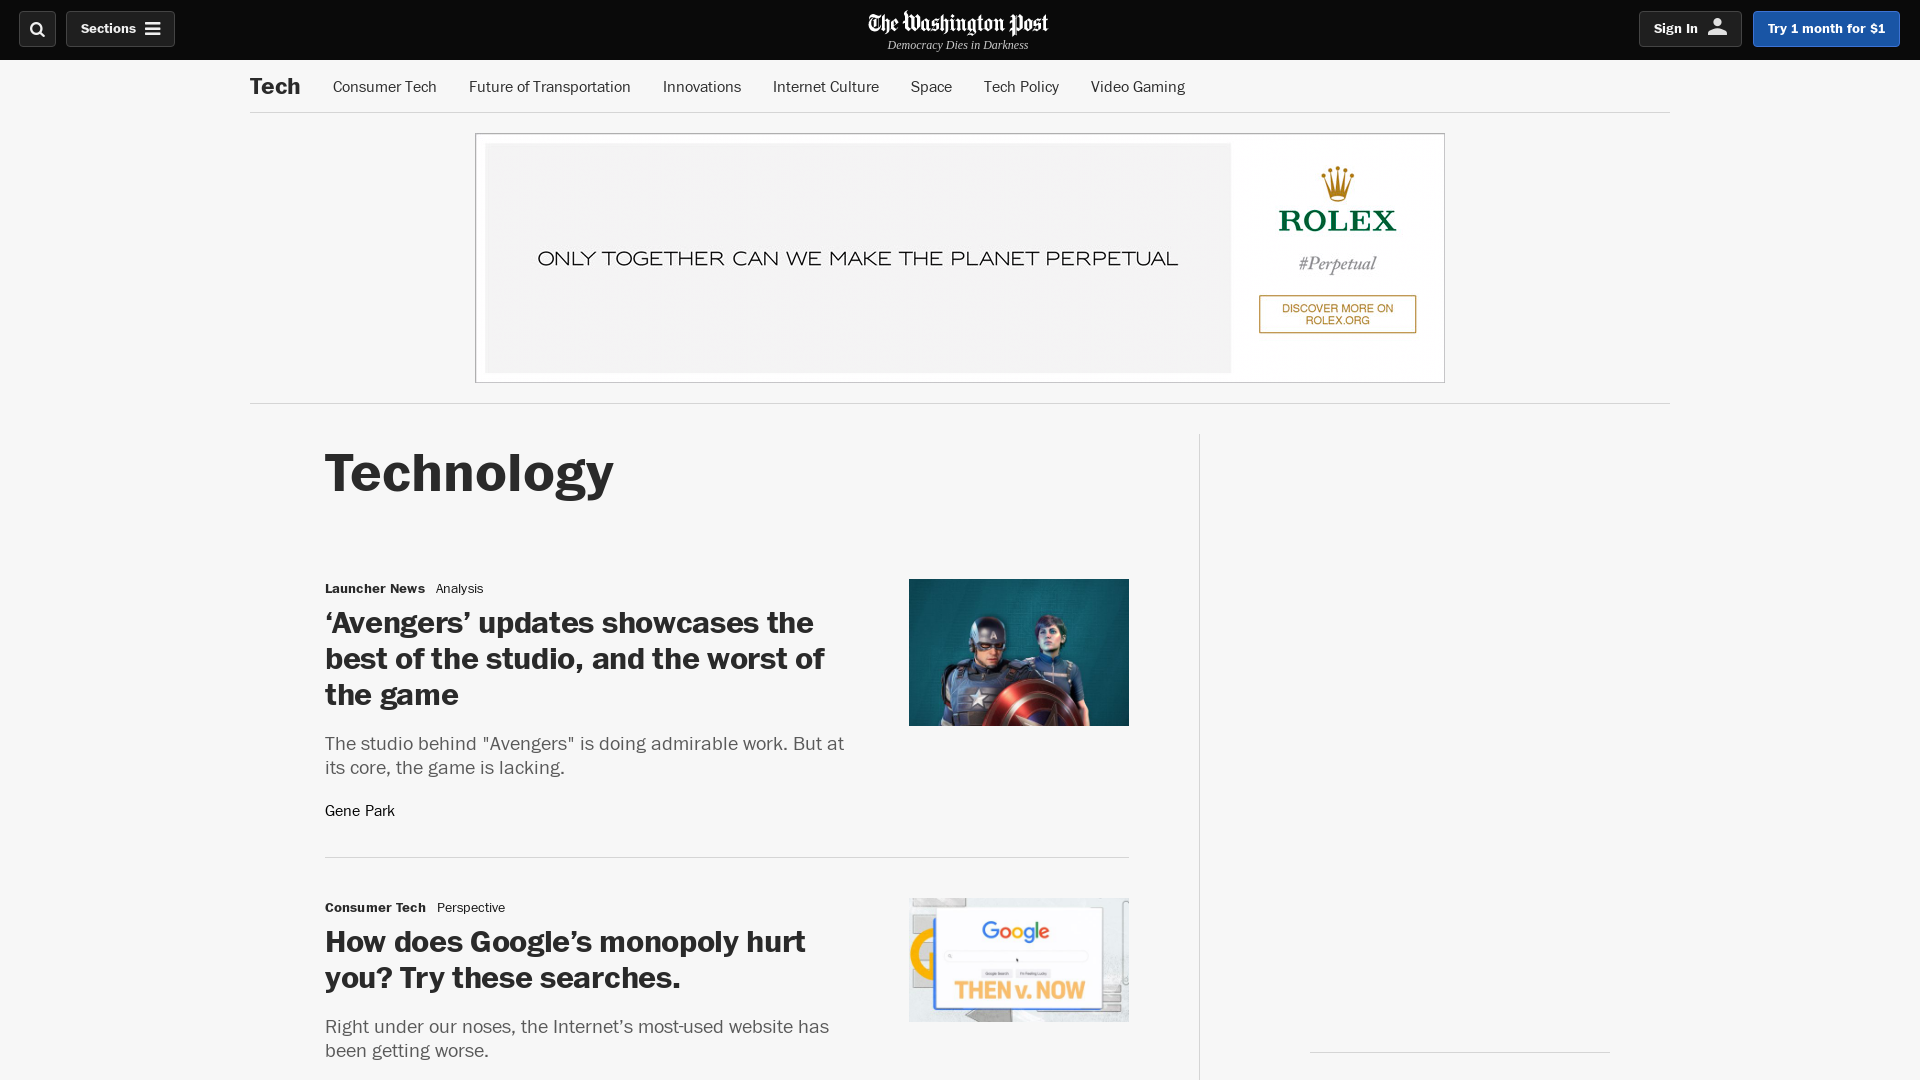 Sections
The Washington Post
Democracy Dies in Darkness
Sign In
Try 1 month for $1
Tech
Consumer Tech
Future of Transportation
Innovations
Internet Culture
Space
Tech Policy
Video Gaming
ONLY TOGETHER CAN WE MAKE THE PLANET PERPETUAL
ROLEX
#Perpetual
DISCOVER MORE ON
ROLEX.ORG
Technology
Launcher News Analysis
‘Avengers’ updates showcases the
best of the studio, and the worst of
the game
The studio behind "Avengers" is doing admirable work. But at
its core, the game is lacking.
Gene Park
Consumer Tech Perspective
How does Google’s monopoly hurt
you? Try these searches.
Right under our noses, the Internet’s most-used website has
been getting worse.
Google
THEN v. NOW